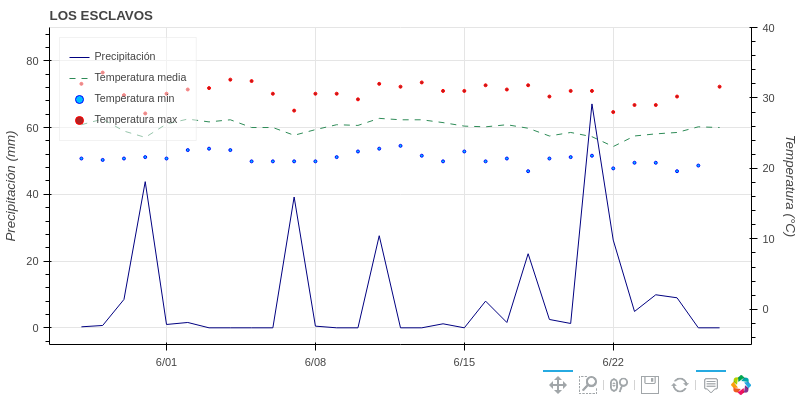 LOS ESCLAVOS
Precipitación
Temperatura media
Temperatura min
Temperatura max
Precipitación (mm)
80
60
40
20
0
Temperatura (°C)
40
30
20
10
0
6/01
6/08
6/15
6/22